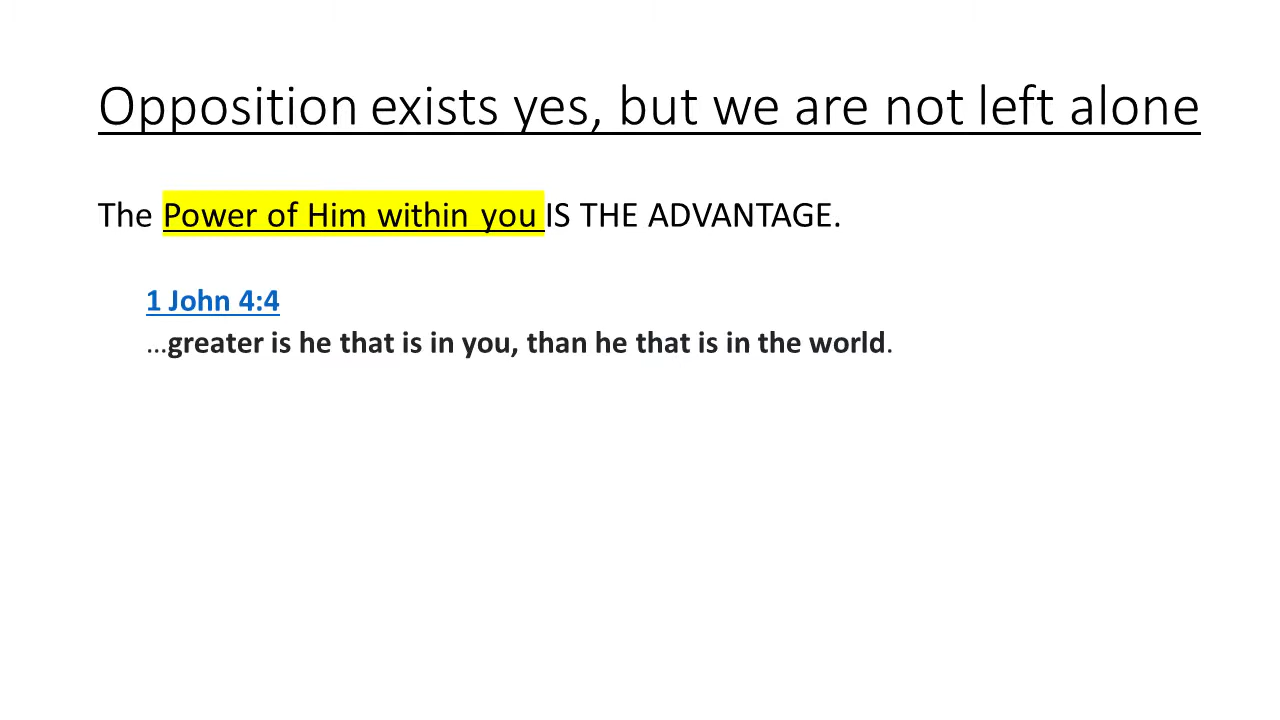 Opposition exists yes, but we are not left alone
The Power of Him within you IS THE ADVANTAGE.
1 John 4:4
…greater is he that is in you, than he that is in the world.